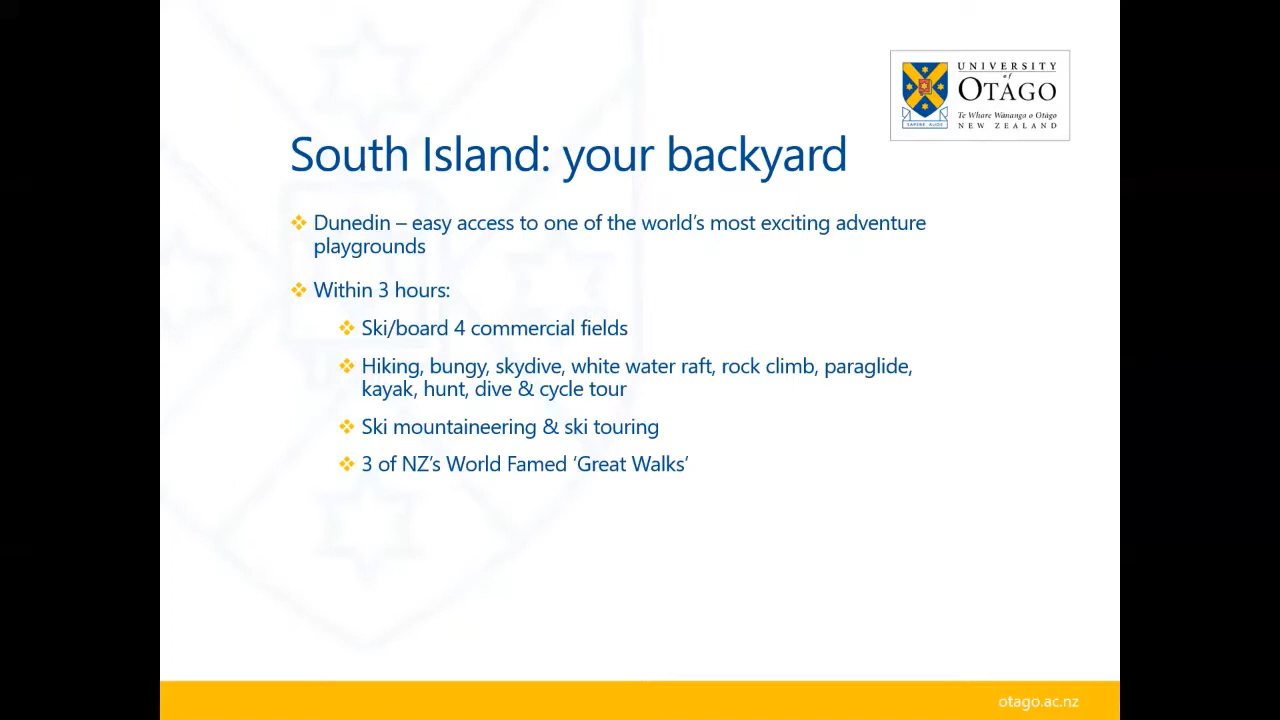 UNIVERSITY
of
OTAGO
Te Whare Wānanga o Otāgo
NEW ZEALAND
SAPERE AUDE
South Island: your backyard
Dunedin – easy access to one of the world’s most exciting adventure
playgrounds
Within 3 hours:
Ski/board 4 commercial fields
Hiking, bungy, skydive, white water raft, rock climb, paraglide,
kayak, hunt, dive & cycle tour
Ski mountaineering & ski touring
3 of NZ’s World Famed ‘Great Walks’
otago.ac.nz